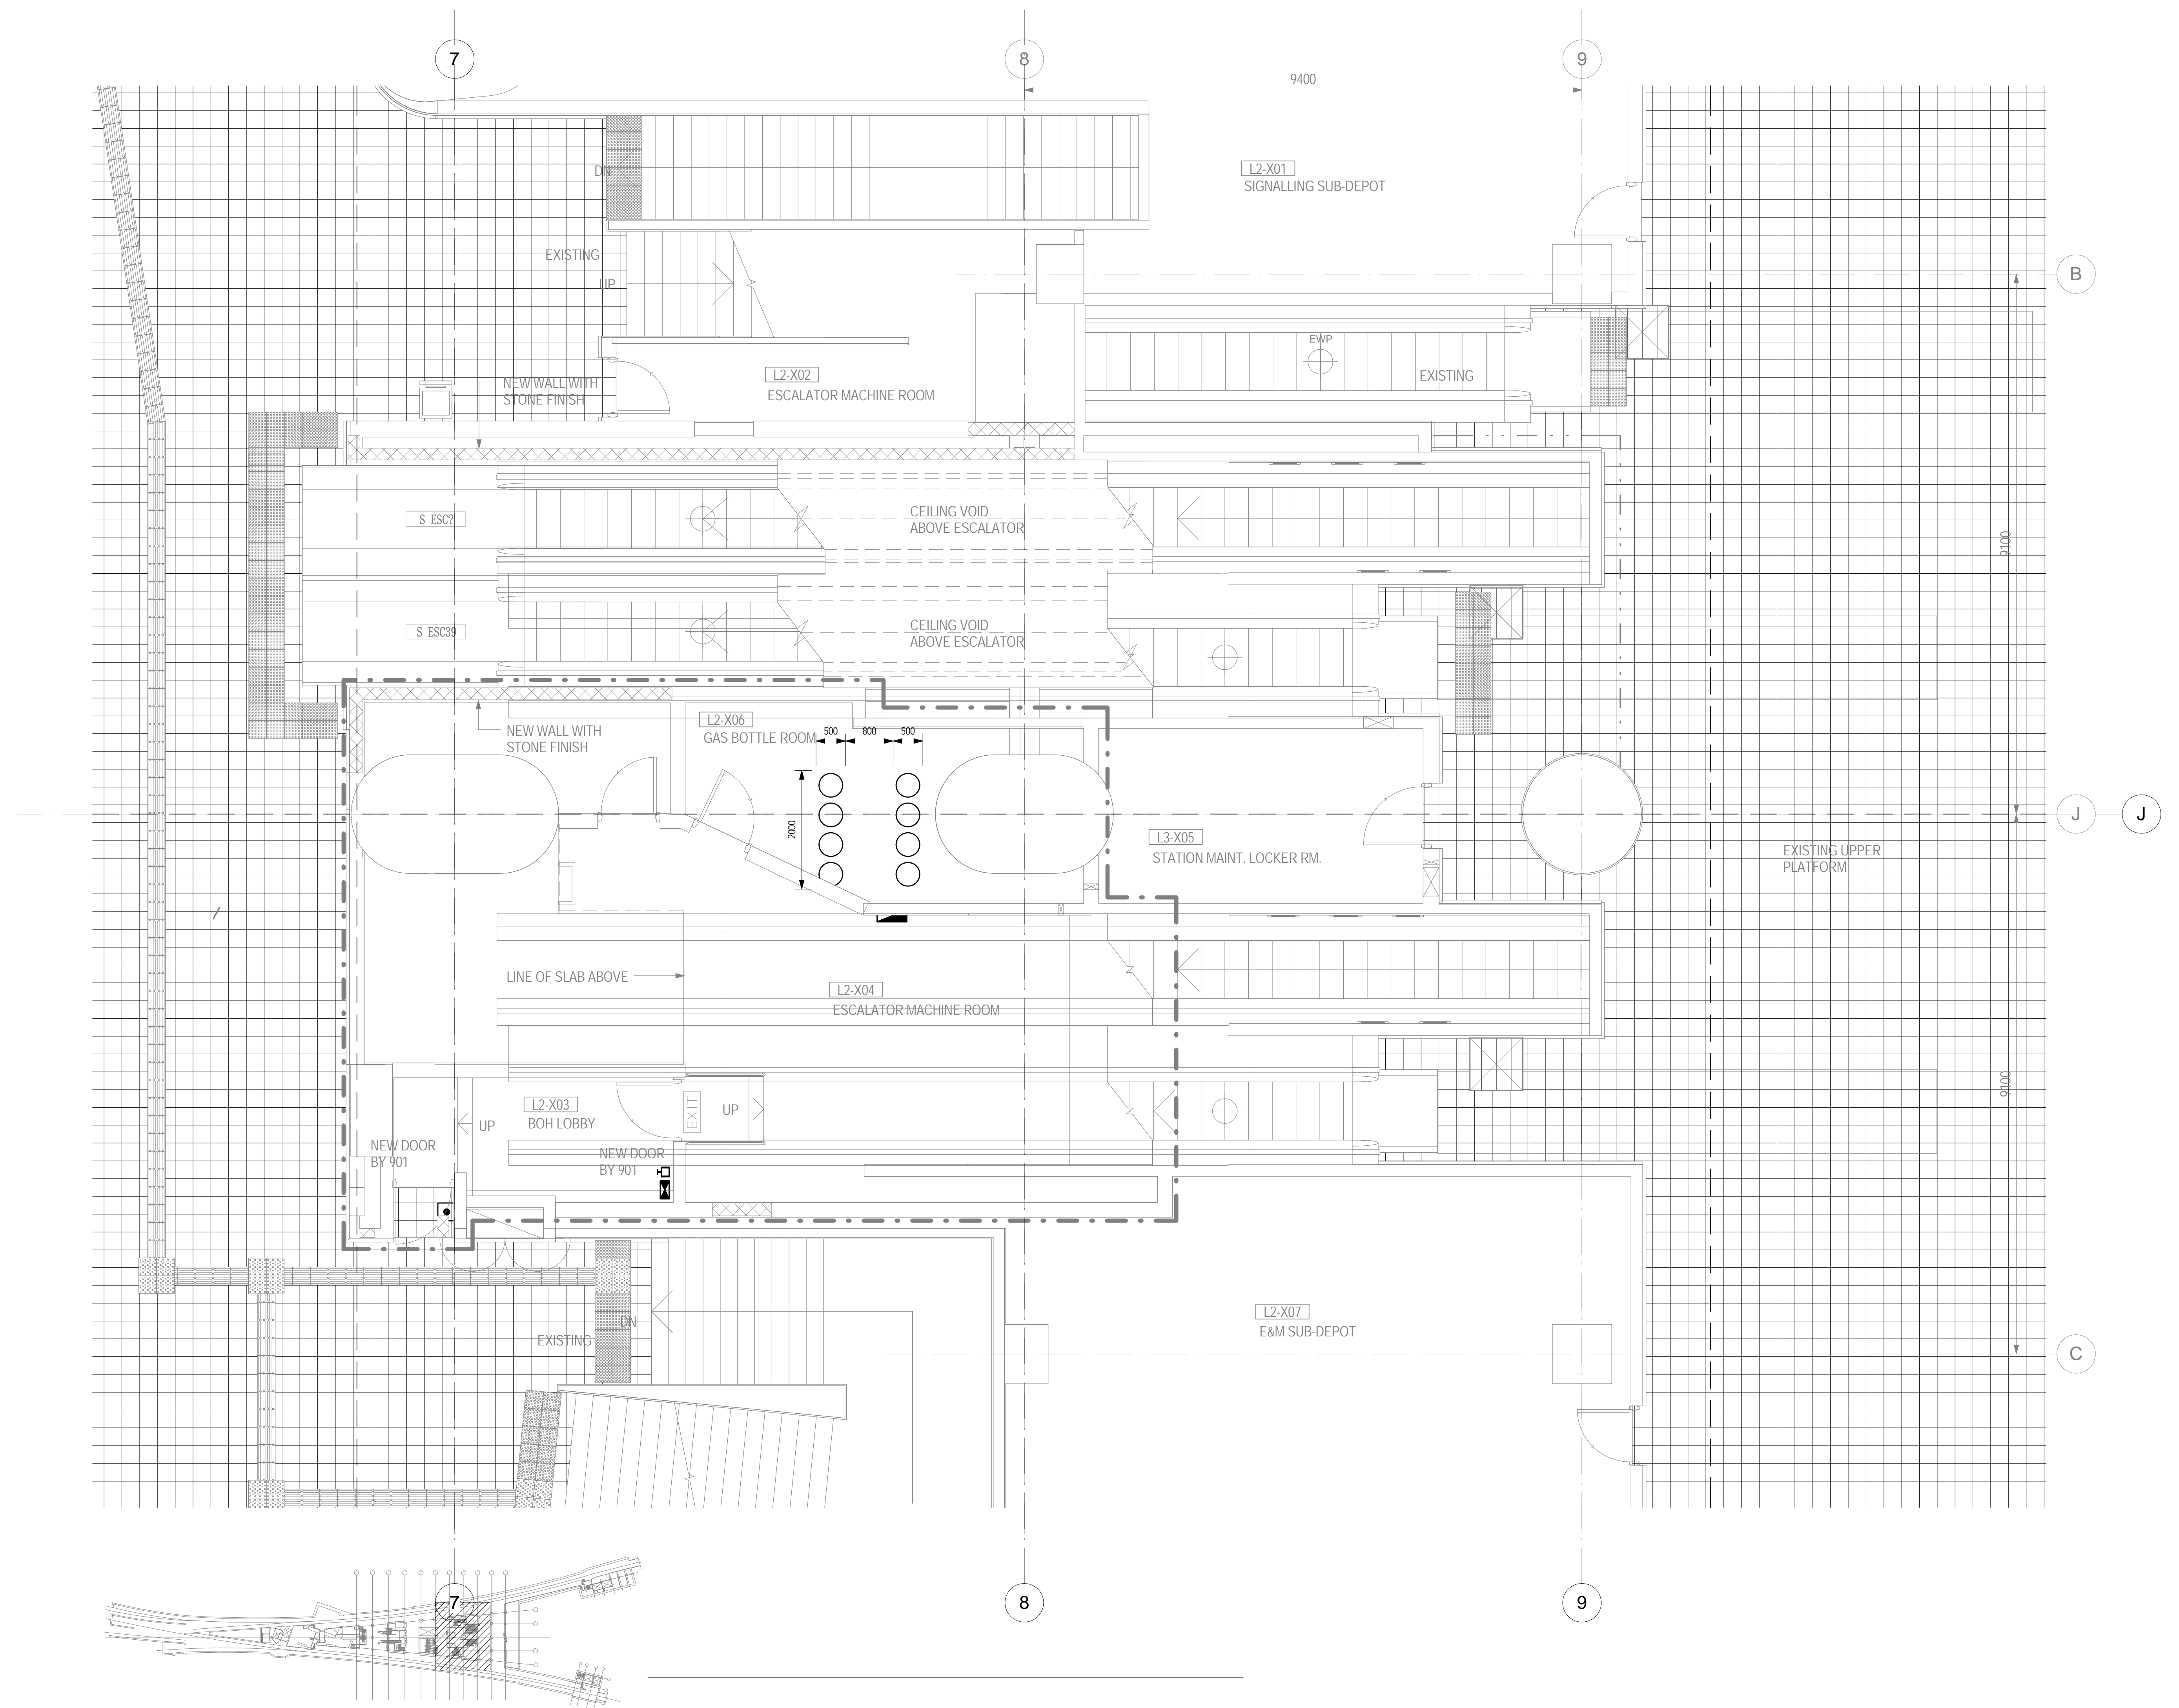 7
8
9
9400
L2-X01
SIGNALLING SUB-DEPOT
DN
EXISTING
UP
B
EWP
EXISTING
L2-X02
ESCALATOR MACHINE ROOM
NEW WALL WITH
STONE FINISH
S ESC?
CEILING VOID
ABOVE ESCALATOR
9100
S ESC39
CEILING VOID
ABOVE ESCALATOR
L2-X06
GAS BOTTLE ROOM
500
800
500
NEW WALL WITH
STONE FINISH
2000
J
J
L3-X05
STATION MAINT. LOCKER RM.
EXISTING UPPER
PLATFORM
LINE OF SLAB ABOVE
L2-X04
ESCALATOR MACHINE ROOM
9100
L2-X03
BOH LOBBY
UP
EXIT
UP
NEW DOOR
BY 901
NEW DOOR
BY 901
L2-X07
E&M SUB-DEPOT
DN
EXISTING
C
7
8
9